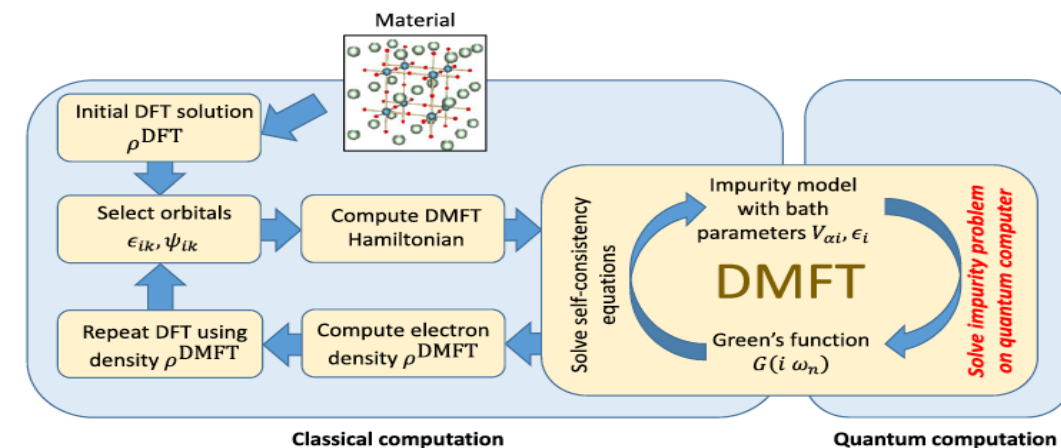 Material
Initial DFT solution
ρ^DFT
Select orbitals
ϵ_ik, ψ_ik
Compute DMFT
Hamiltonian
Repeat DFT using
density ρ^DMFT
Compute electron
density ρ^DMFT
Solve self-consistency
equations
Impurity model
with bath
parameters V_αi, ϵ_i
DMFT
Green's function
G(i ω_n)
Solve impurity problem
on quantum computer
Classical computation
Quantum computation